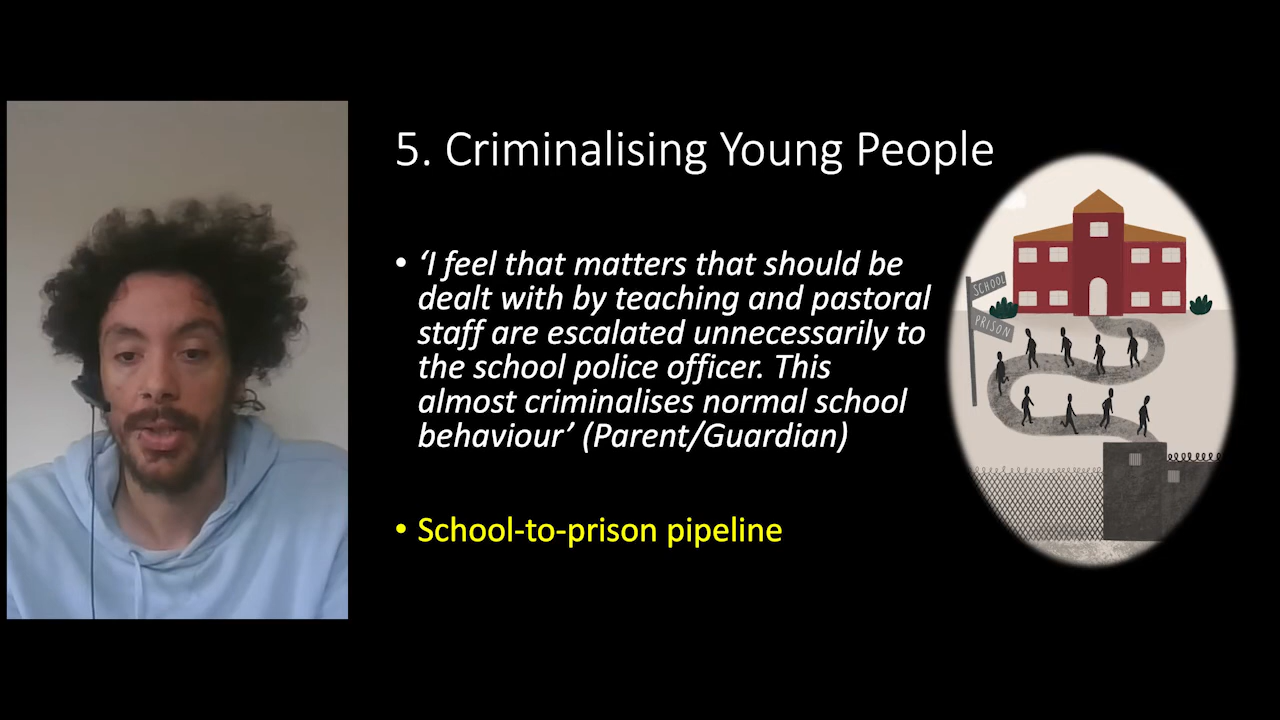 5. Criminalising Young People
• ‘I feel that matters that should be
dealt with by teaching and pastoral
staff are escalated unnecessarily to
the school police officer. This
almost criminalises normal school
behaviour’ (Parent/Guardian)
• School-to-prison pipeline
SCHOOL
PRISON